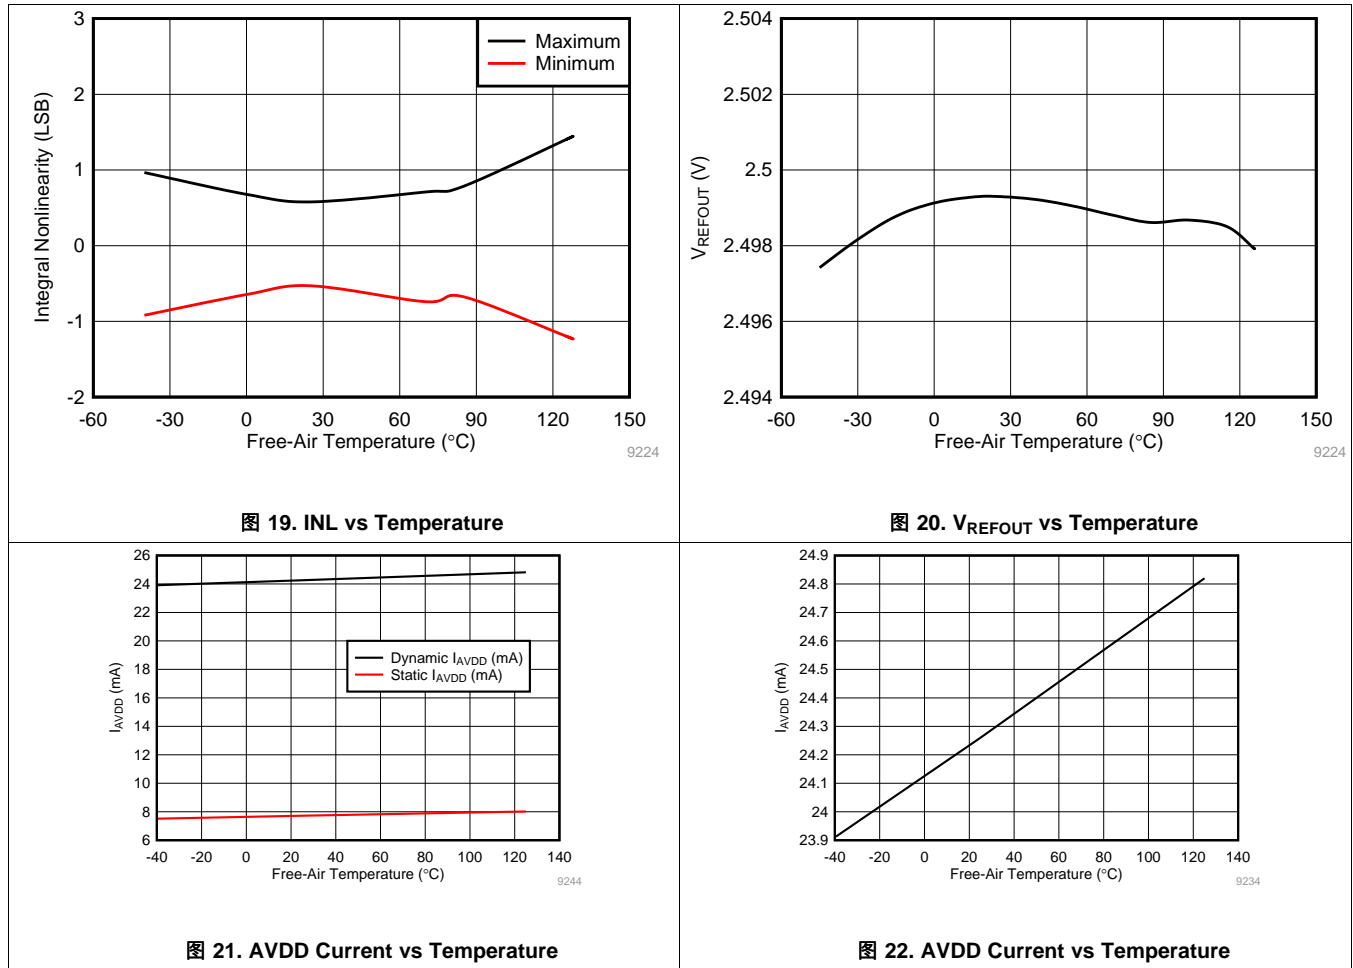 3
2
1
0
-1
-2
-60 -30 0 30 60 90 120 150
Integral Nonlinearity (LSB)
Maximum
Minimum
Free-Air Temperature (°C)
9224
图 19. INL vs Temperature
2.504
2.502
2.5
2.498
2.496
2.494
-60 -30 0 30 60 90 120 150
VREFOUT (V)
Free-Air Temperature (°C)
9224
图 20. VREFOUT vs Temperature
26
24
22
20
18
16
14
12
10
8
6
-40 -20 0 20 40 60 80 100 120 140
IAVDD (mA)
Dynamic IAVDD (mA)
Static IAVDD (mA)
Free-Air Temperature (°C)
9244
图 21. AVDD Current vs Temperature
24.9
24.8
24.7
24.6
24.5
24.4
24.3
24.2
24.1
24
23.9
-40 -20 0 20 40 60 80 100 120 140
IAVDD (mA)
Free-Air Temperature (°C)
9234
图 22. AVDD Current vs Temperature